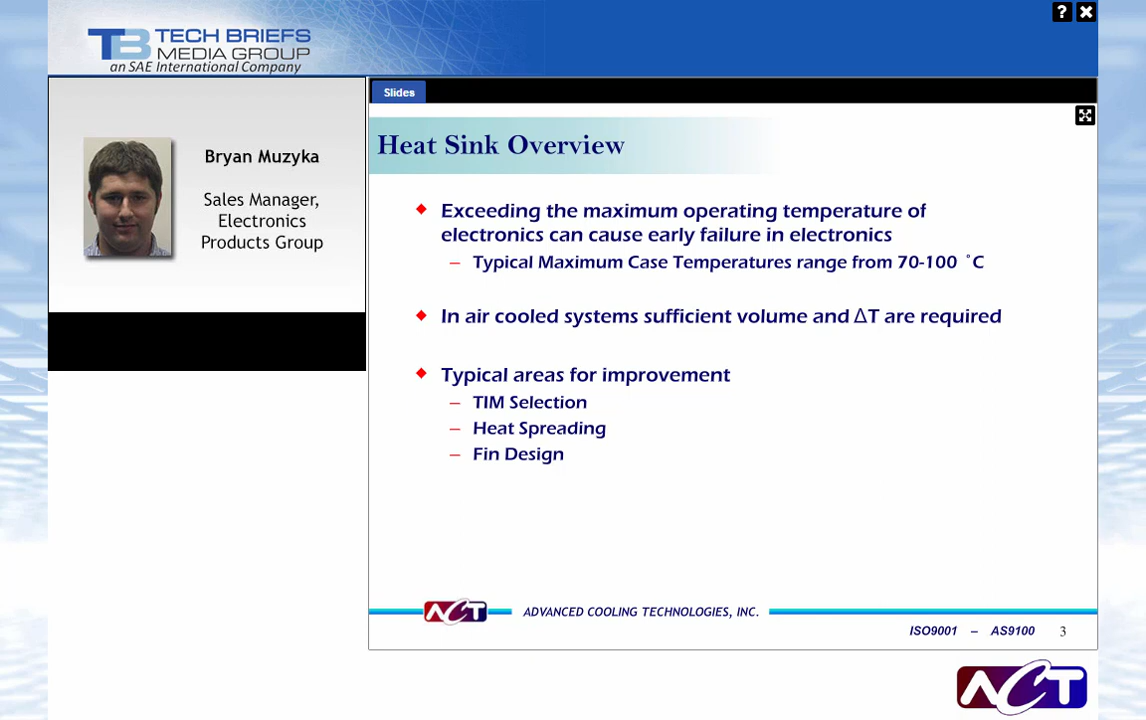 TB TECH BRIEFS
MEDIA GROUP
an SAE International Company
? ✖
Bryan Muzyka
Sales Manager,
Electronics
Products Group
Slides
Heat Sink Overview
Exceeding the maximum operating temperature of
electronics can cause early failure in electronics
– Typical Maximum Case Temperatures range from 70-100 ˚C
In air cooled systems sufficient volume and ΔT are required
Typical areas for improvement
– TIM Selection
– Heat Spreading
– Fin Design
ACT ADVANCED COOLING TECHNOLOGIES, INC.
ISO9001 – AS9100 3
ACT